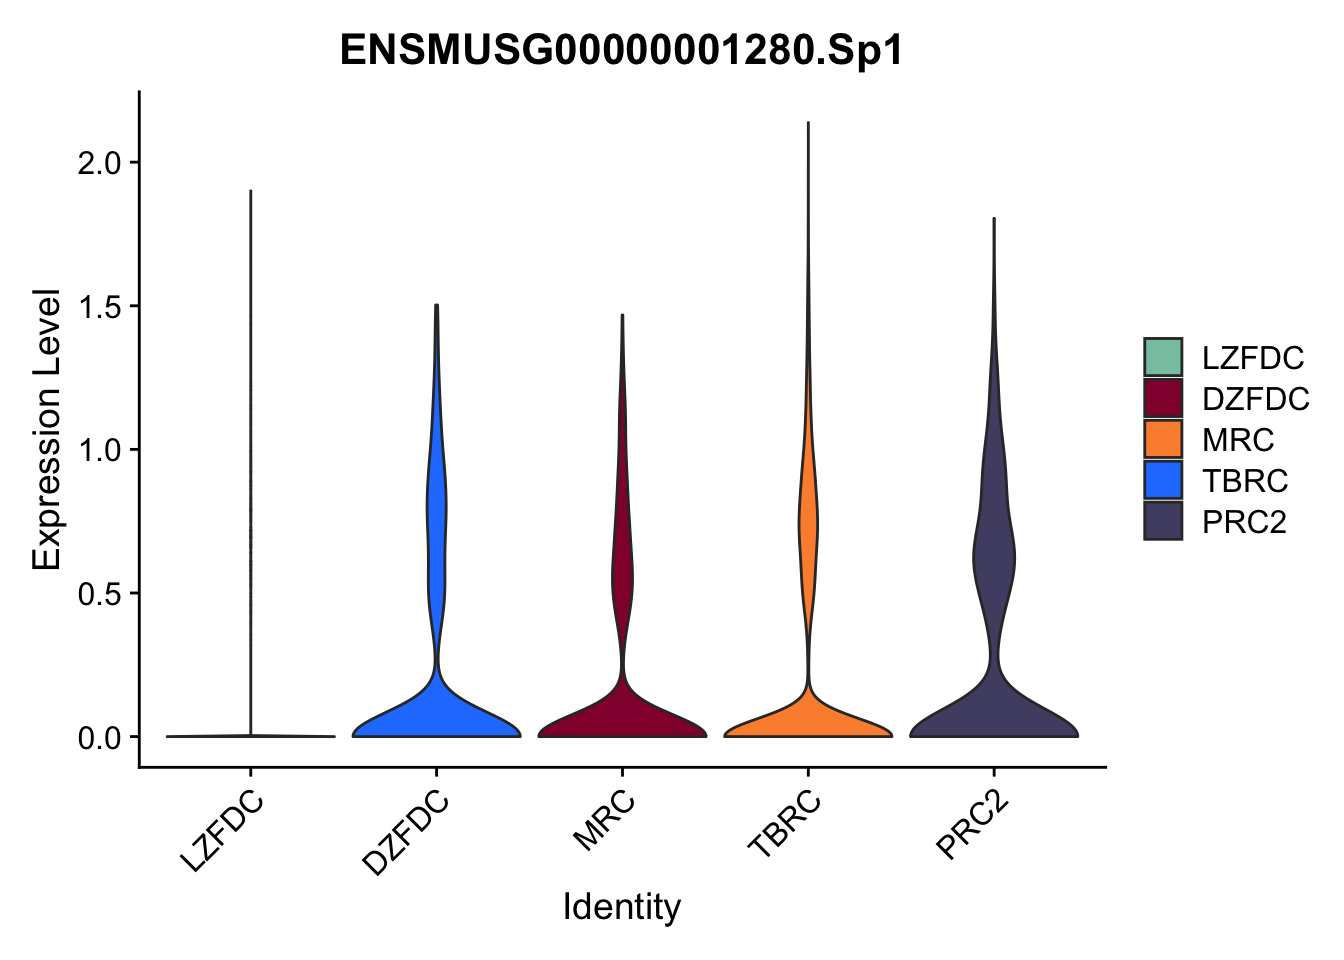 ENSMUSG00000001280.Sp1
Expression Level
2.0
1.5
1.0
0.5
0.0
LZFDC
DZFDC
MRC
TBRC
PRC2
Identity
LZFDC
DZFDC
MRC
TBRC
PRC2